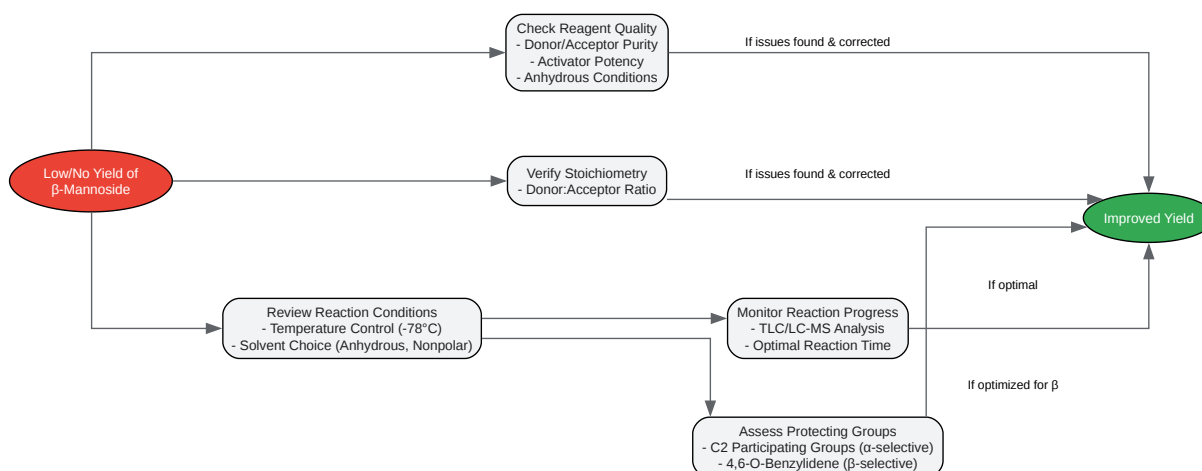 Check Reagent Quality
- Donor/Acceptor Purity
- Activator Potency
- Anhydrous Conditions
If issues found & corrected
Low/No Yield of
β-Mannoside
Verify Stoichiometry
- Donor:Acceptor Ratio
If issues found & corrected
Improved Yield
Review Reaction Conditions
- Temperature Control (-78°C)
- Solvent Choice (Anhydrous, Nonpolar)
Monitor Reaction Progress
- TLC/LC-MS Analysis
- Optimal Reaction Time
If optimal
If optimized for β
Assess Protecting Groups
- C2 Participating Groups (α-selective)
- 4,6-O-Benzylidene (β-selective)